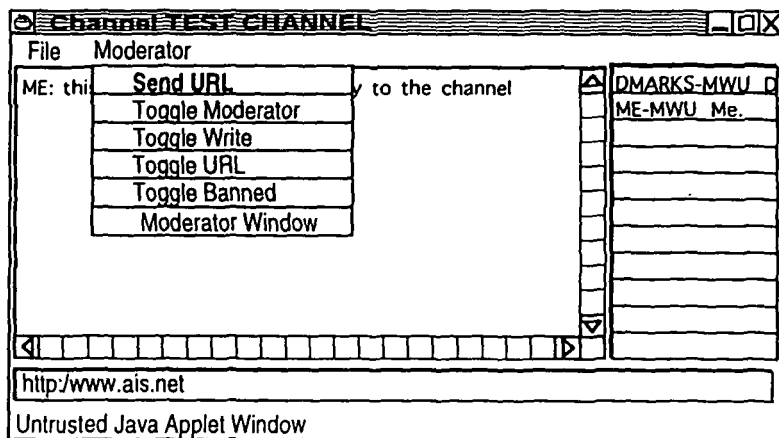 Channel TEST CHANNEL
File Moderator
ME: thi y to the channel
Send URL
Toggle Moderator
Toggle Write
Toggle URL
Toggle Banned
Moderator Window
DMARKS-MWU D
ME-MWU Me.
http:/www.ais.net
Untrusted Java Applet Window